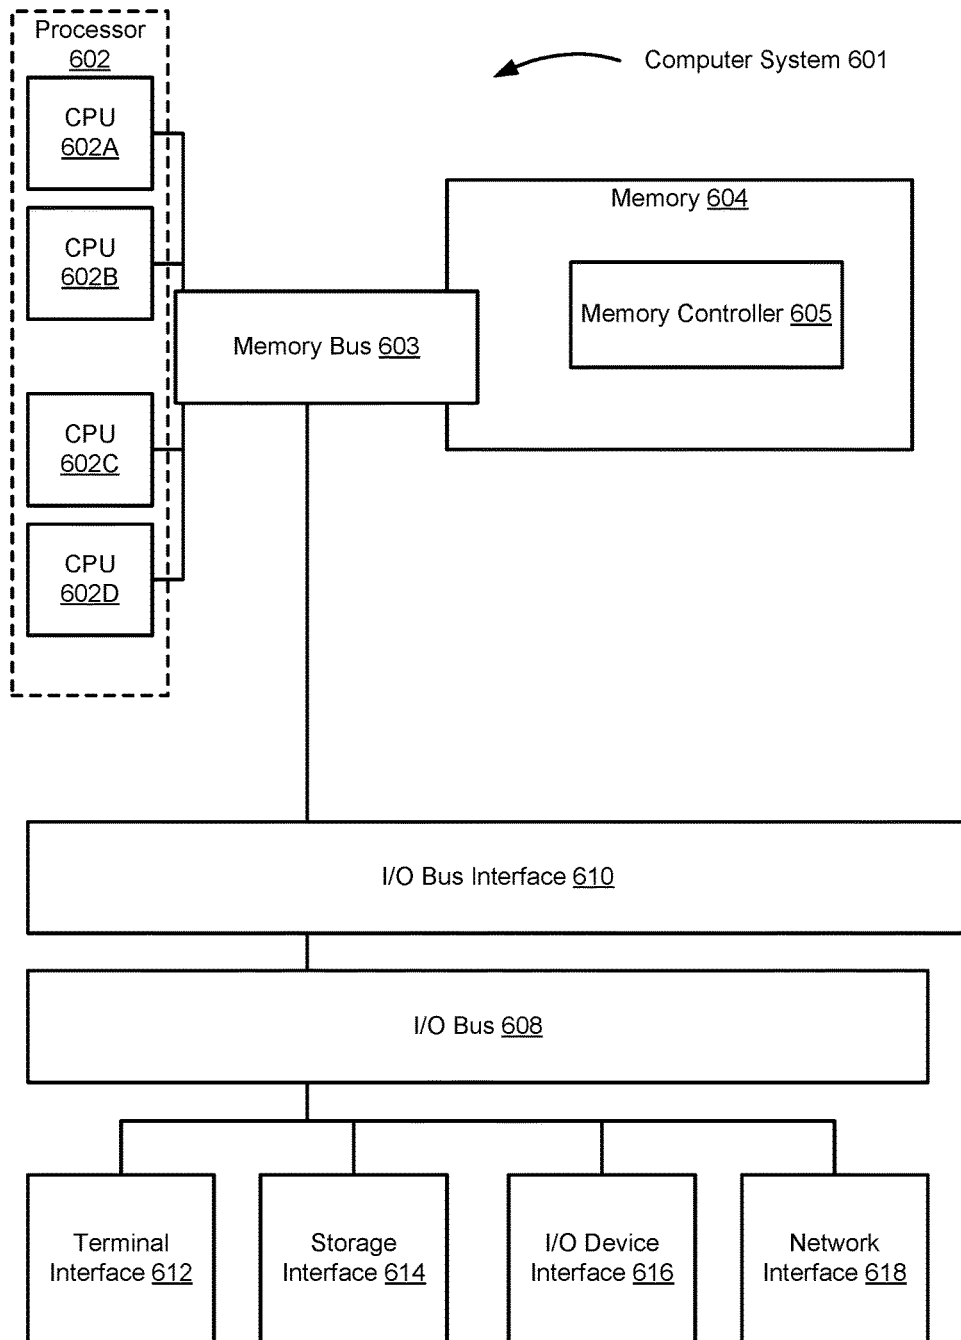 Processor
602
Computer System 601
CPU
602A
Memory 604
CPU
602B
Memory Controller 605
Memory Bus 603
CPU
602C
CPU
602D
I/O Bus Interface 610
I/O Bus 608
Terminal
Interface 612
Storage
Interface 614
I/O Device
Interface 616
Network
Interface 618